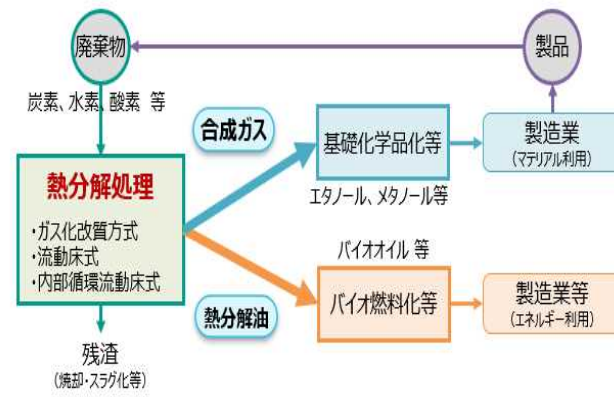 廃棄物
製品
炭素、水素、酸素 等
合成ガス
基礎化学品化等
製造業
(マテリアル利用)
エタノール、メタノール等
熱分解処理
・ガス化改質方式
・流動床式
・内部循環流動床式
バイオオイル 等
熱分解油
バイオ燃料化等
製造業等
(エネルギー利用)
残渣
(焼却・スラグ化等)